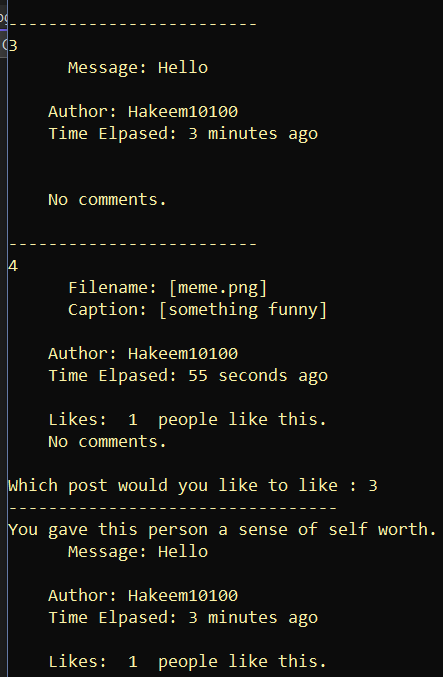 -------------------------
3
Message: Hello
Author: Hakeem10100
Time Elpased: 3 minutes ago
No comments.
-------------------------
4
Filename: [meme.png]
Caption: [something funny]
Author: Hakeem10100
Time Elpased: 55 seconds ago
Likes:  1  people like this.
No comments.
Which post would you like to like : 3
---------------------------------
You gave this person a sense of self worth.
Message: Hello
Author: Hakeem10100
Time Elpased: 3 minutes ago
Likes:  1  people like this.